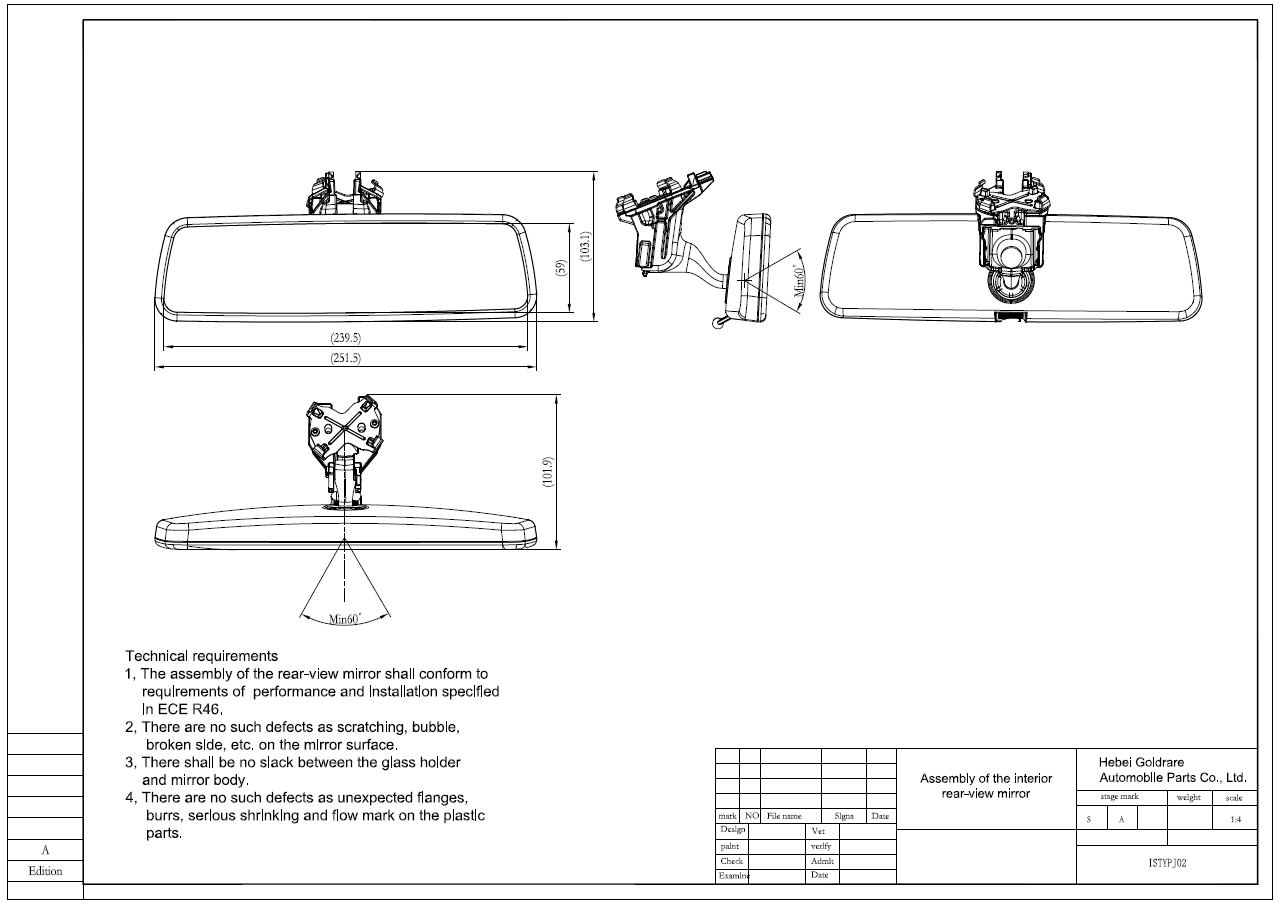 (59)
(103.1)
Min60°
(239.5)
(251.5)
(101.9)
Min60°
Technical requirements
1, The assembly of the rear-view mirror shall conform to
requirements of performance and installation specified
in ECE R46.
2, There are no such defects as scratching, bubble,
broken side, etc. on the mirror surface.
3, There shall be no slack between the glass holder
and mirror body.
4, There are no such defects as unexpected flanges,
burrs, serious shrinking and flow mark on the plastic
parts.
A
Edition
mark NO File name Signa Date
Design Vet
paint verify
Check Admit
Examine Date
Assembly of the interior
rear-view mirror
Hebei Goldrare
Automobile Parts Co., Ltd.
stage mark weight scale
S A 1:4
ISTYPJ02